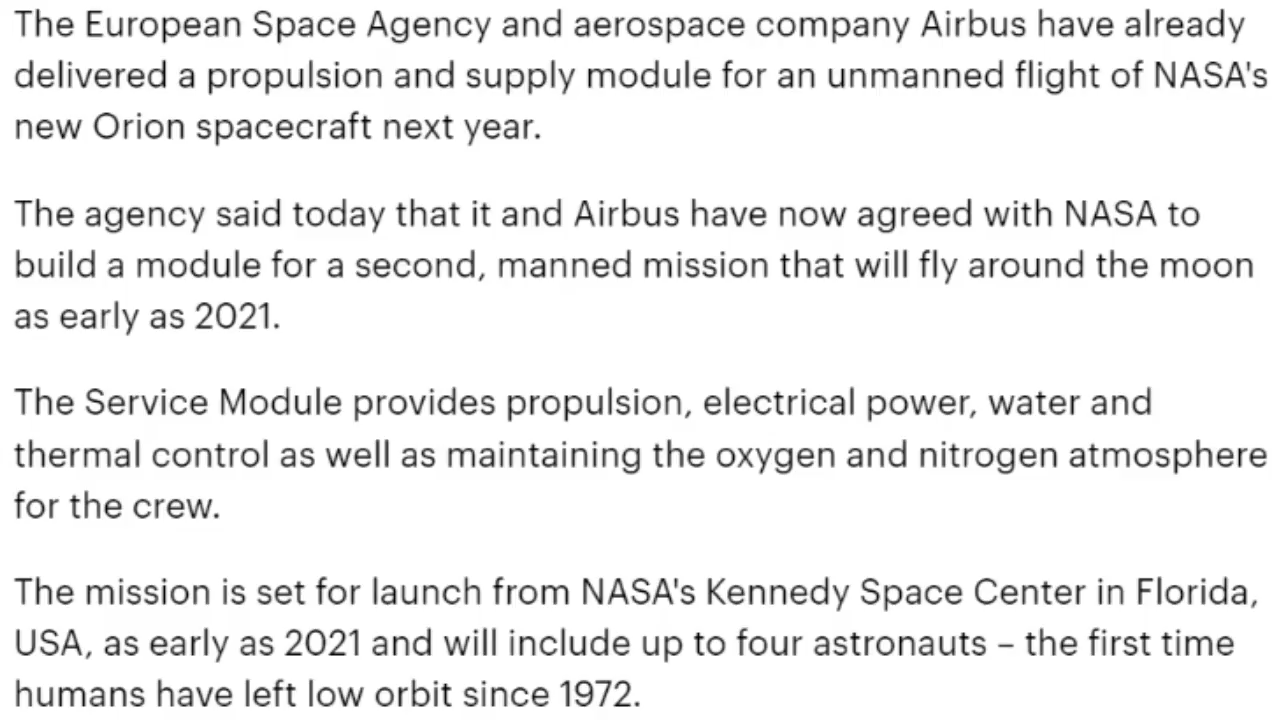 The European Space Agency and aerospace company Airbus have already
delivered a propulsion and supply module for an unmanned flight of NASA's
new Orion spacecraft next year.
The agency said today that it and Airbus have now agreed with NASA to
build a module for a second, manned mission that will fly around the moon
as early as 2021.
The Service Module provides propulsion, electrical power, water and
thermal control as well as maintaining the oxygen and nitrogen atmosphere
for the crew.
The mission is set for launch from NASA's Kennedy Space Center in Florida,
USA, as early as 2021 and will include up to four astronauts – the first time
humans have left low orbit since 1972.